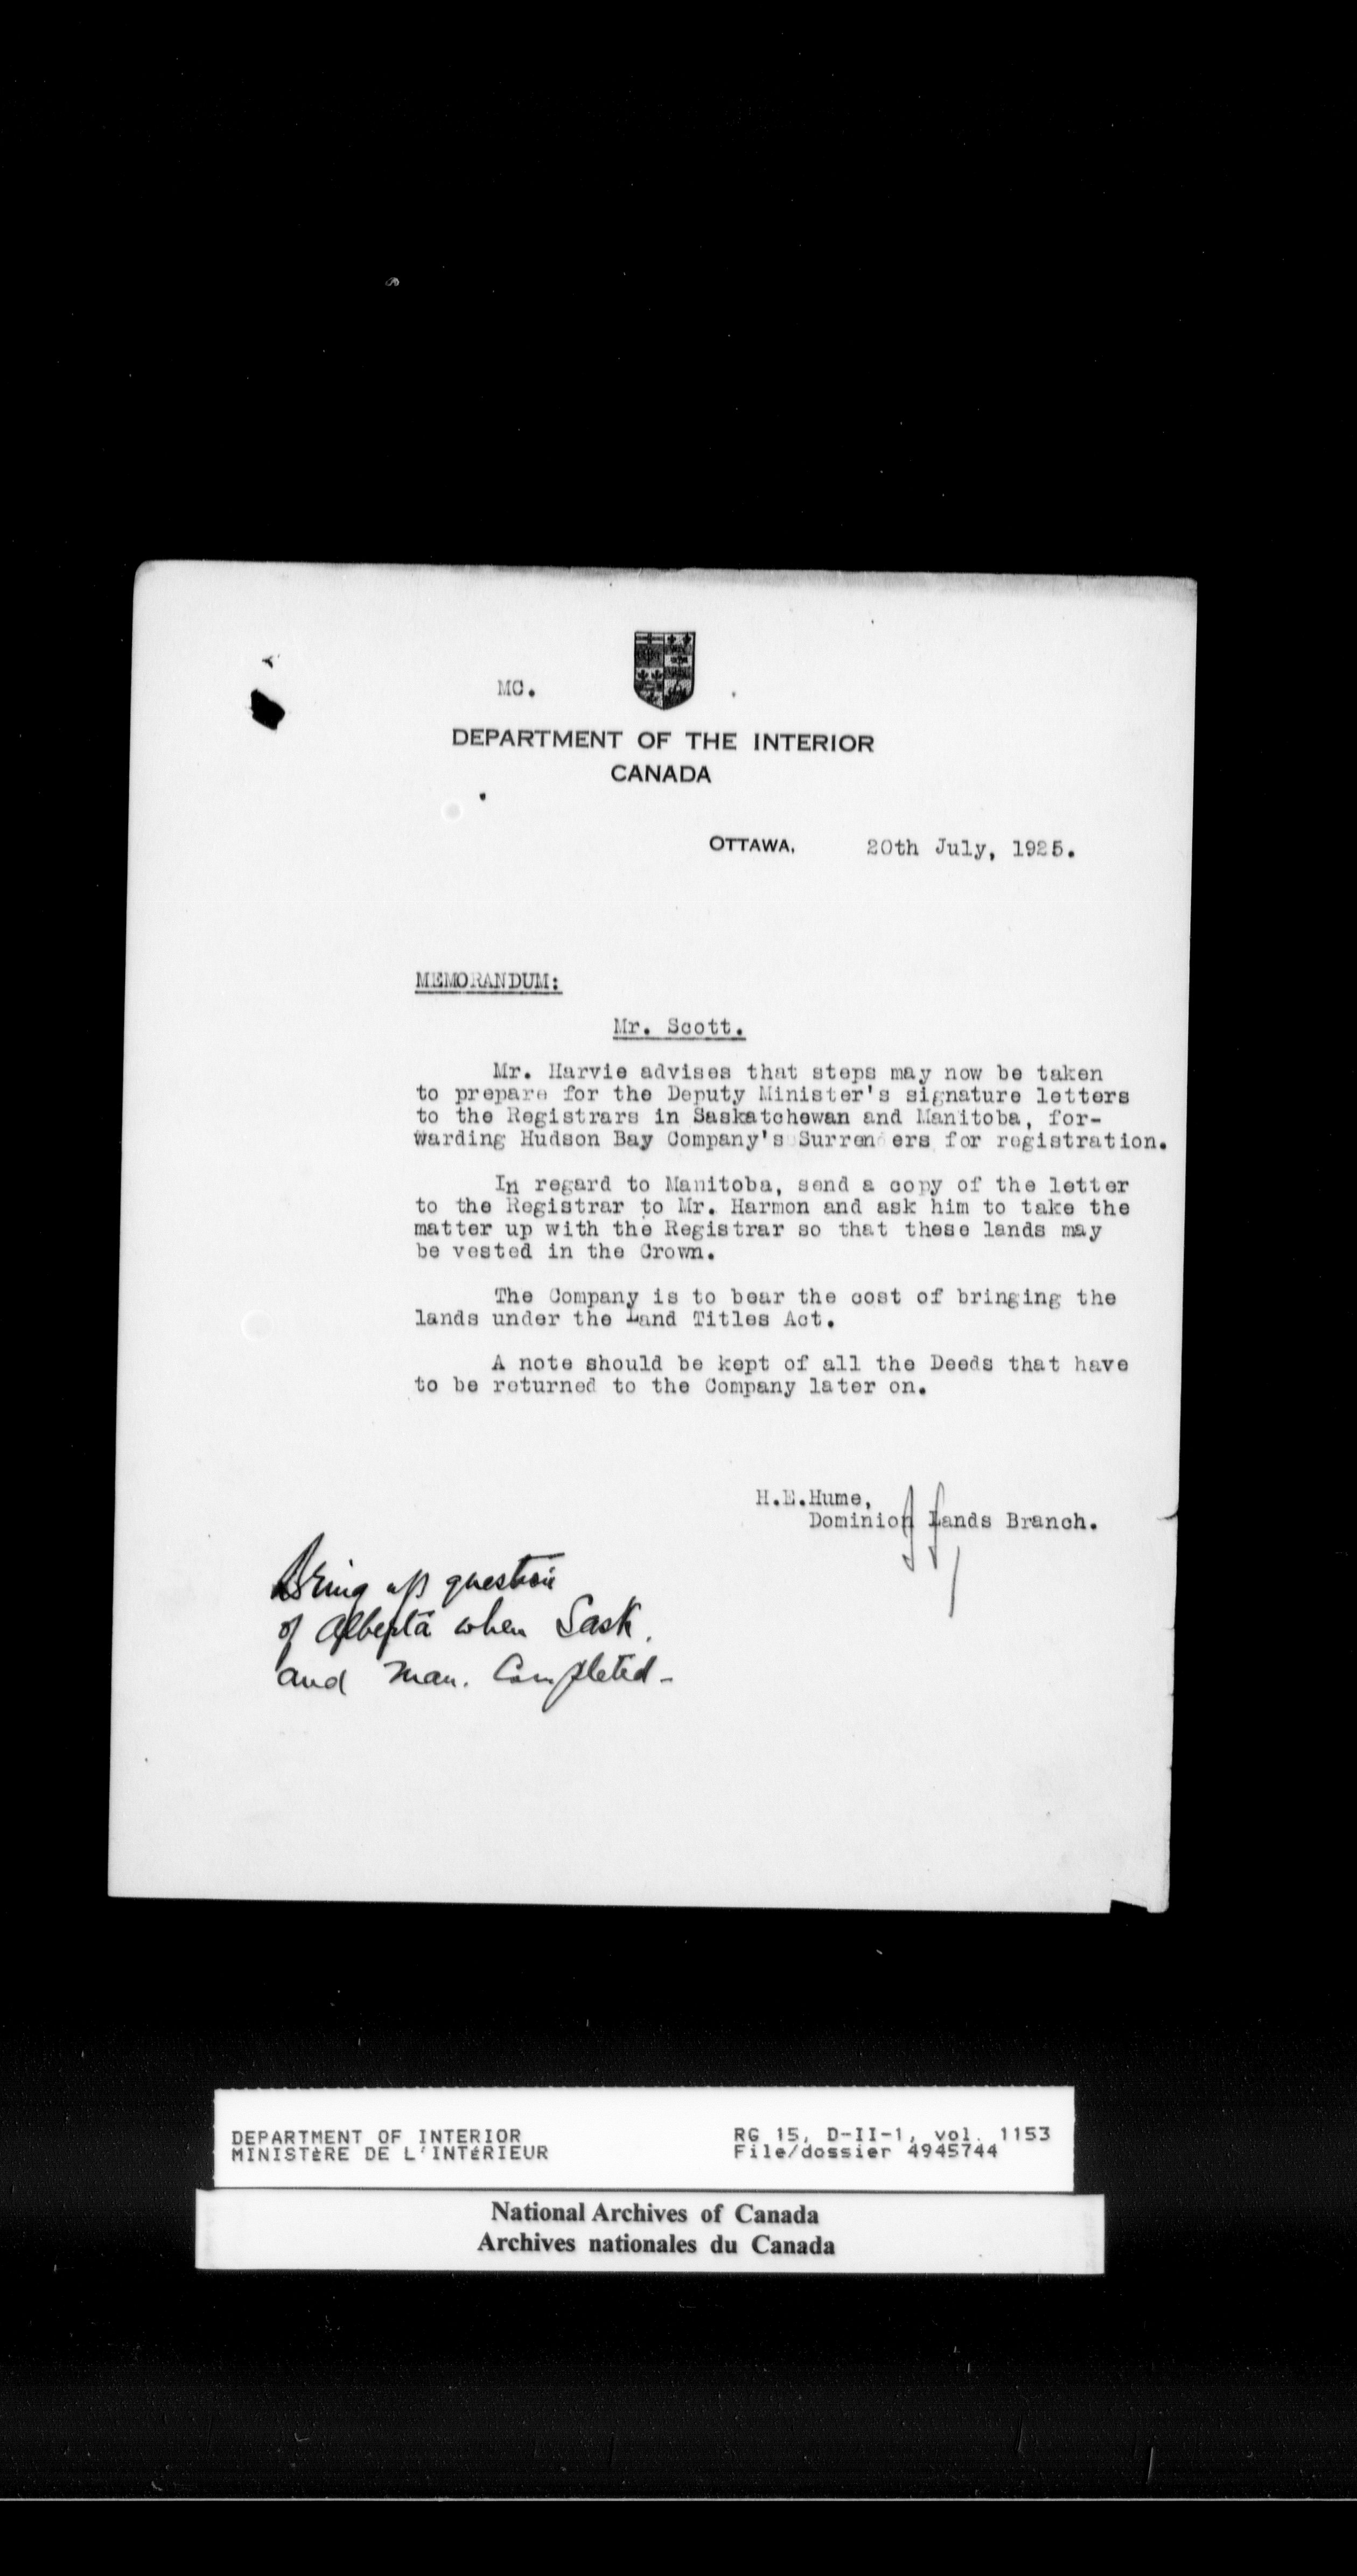 MC.
DEPARTMENT OF THE INTERIOR
CANADA
OTTAWA, 20th July, 1925.
MEMORANDUM:
Mr. Scott.
Mr. Harvie advises that steps may now be taken
to prepare for the Deputy Minister's signature letters
to the Registrars in Saskatchewan and Manitoba, for-
warding Hudson Bay Company's Surrenders for registration.
In regard to Manitoba, send a copy of the letter
to the Registrar to Mr. Harmon and ask him to take the
matter up with the Registrar so that these lands may
be vested in the Crown.
The Company is to bear the cost of bringing the
lands under the Land Titles Act.
A note should be kept of all the Deeds that have
to be returned to the Company later on.
H.E.Hume,
Dominion Lands Branch.
Bring up question
of Alberta when Sask.
and Man. Completed-
DEPARTMENT OF INTERIOR RG 15, D-II-1, vol. 1153
MINISTÈRE DE L'INTÉRIEUR File/dossier 4945744
National Archives of Canada
Archives nationales du Canada